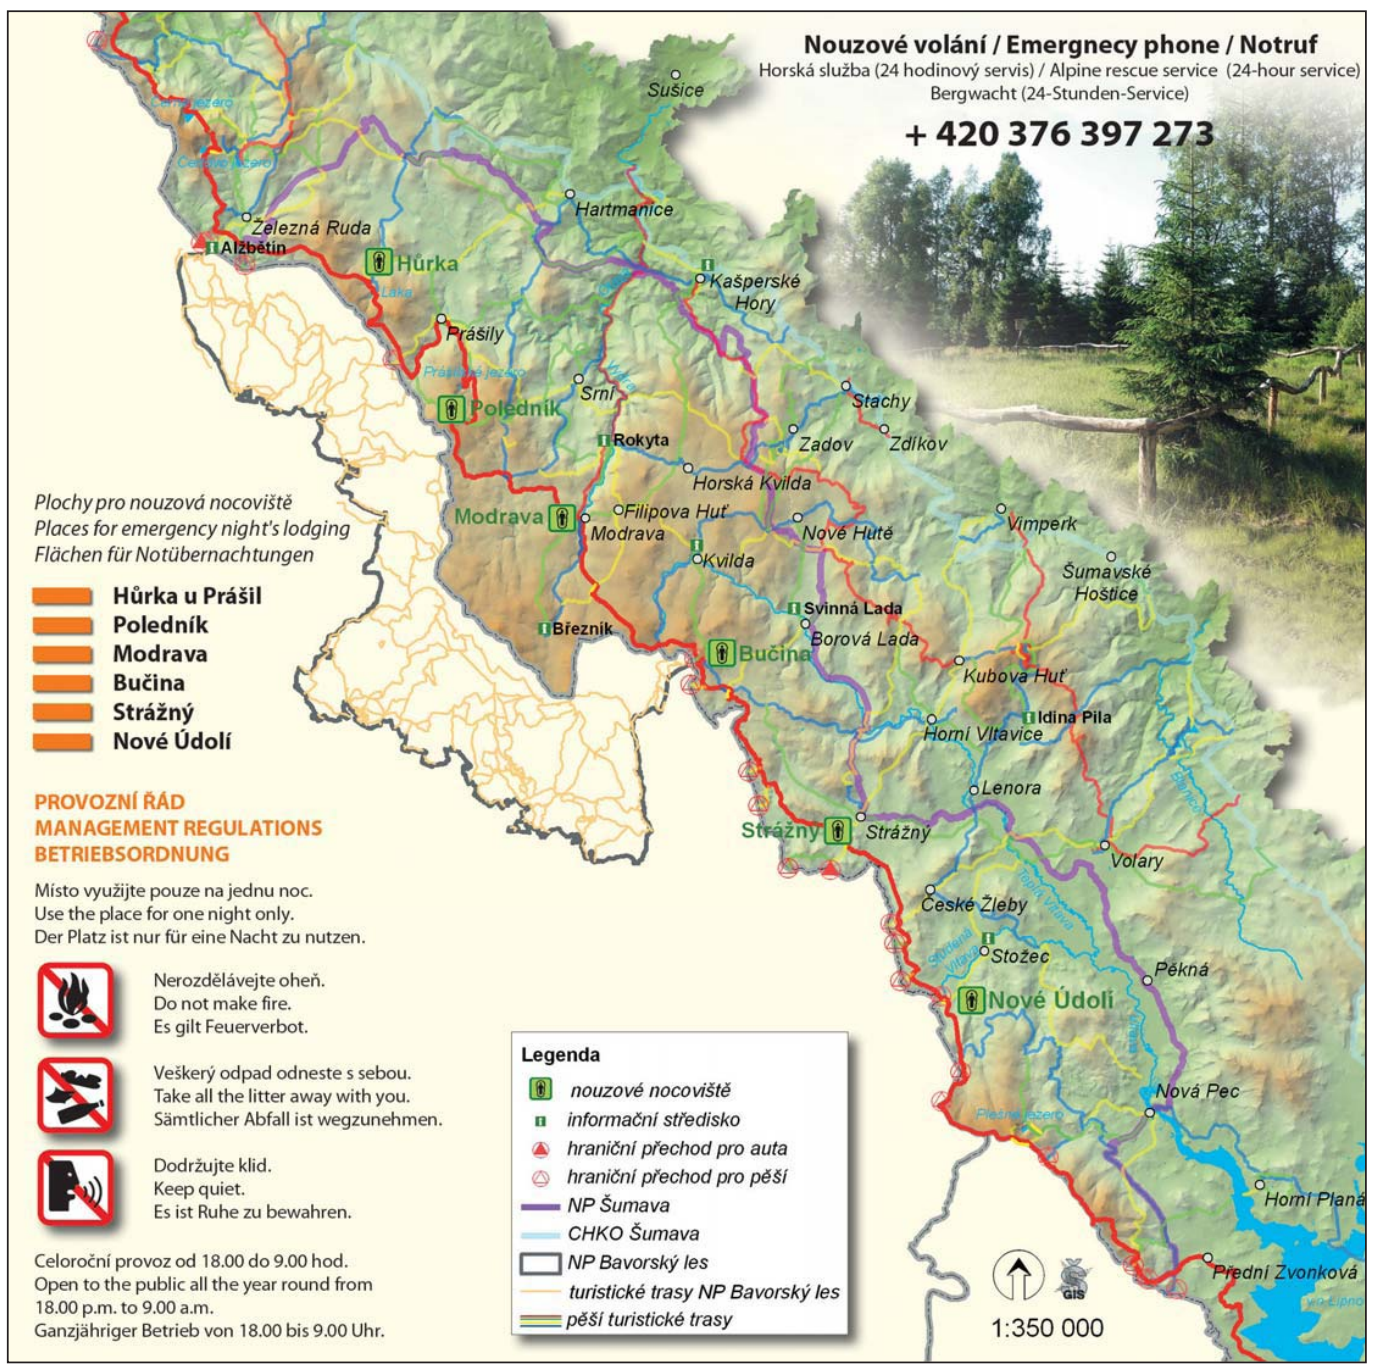 Nouzové volání / Emergnecy phone / Notruf
Horská služba (24 hodinový servis) / Alpine rescue service (24-hour service)
Bergwacht (24-Stunden-Service)
+ 420 376 397 273
Sušice
Hartmanice
Železná Ruda
Alžbětín
Hůrka
Laka
Kašperské
Hory
Prášily
Prášilské jezero
Srní
Stachy
Poledník
Rokyta
Zadov
Zdíkov
Horská Kvilda
Modrava
Modrava
Filipova Huť
Nové Hutě
Vimperk
Kvilda
Šumavské
Hoštice
Svinná Lada
Březník
Borová Lada
Bučina
Kubova Huť
Idina Pila
Horní Vltavice
Lenora
Strážný
Strážný
Volary
České Žleby
Teplá Vltava
Studená
Vltava
Stožec
Pěkná
Nové Údolí
Nová Pec
Plešné jezero
Horní Planá
Přední Zvonková
Plochy pro nouzová nocoviště
Places for emergency night's lodging
Flächen für Notübernachtungen
Hůrka u Prášil
Poledník
Modrava
Bučina
Strážný
Nové Údolí
PROVOZNÍ ŘÁD
MANAGEMENT REGULATIONS
BETRIEBSORDNUNG
Místo využijte pouze na jednu noc.
Use the place for one night only.
Der Platz ist nur für eine Nacht zu nutzen.
Nerozdělávejte oheň.
Do not make fire.
Es gilt Feuerverbot.
Veškerý odpad odneste s sebou.
Take all the litter away with you.
Sämtlicher Abfall ist wegzunehmen.
Dodržujte klid.
Keep quiet.
Es ist Ruhe zu bewahren.
Celoroční provoz od 18.00 do 9.00 hod.
Open to the public all the year round from
18.00 p.m. to 9.00 a.m.
Ganzjähriger Betrieb von 18.00 bis 9.00 Uhr.
Legenda
nouzové nocoviště
informační středisko
hraniční přechod pro auta
hraniční přechod pro pěší
NP Šumava
CHKO Šumava
NP Bavorský les
turistické trasy NP Bavorský les
pěší turistické trasy
GIS
1:350 000